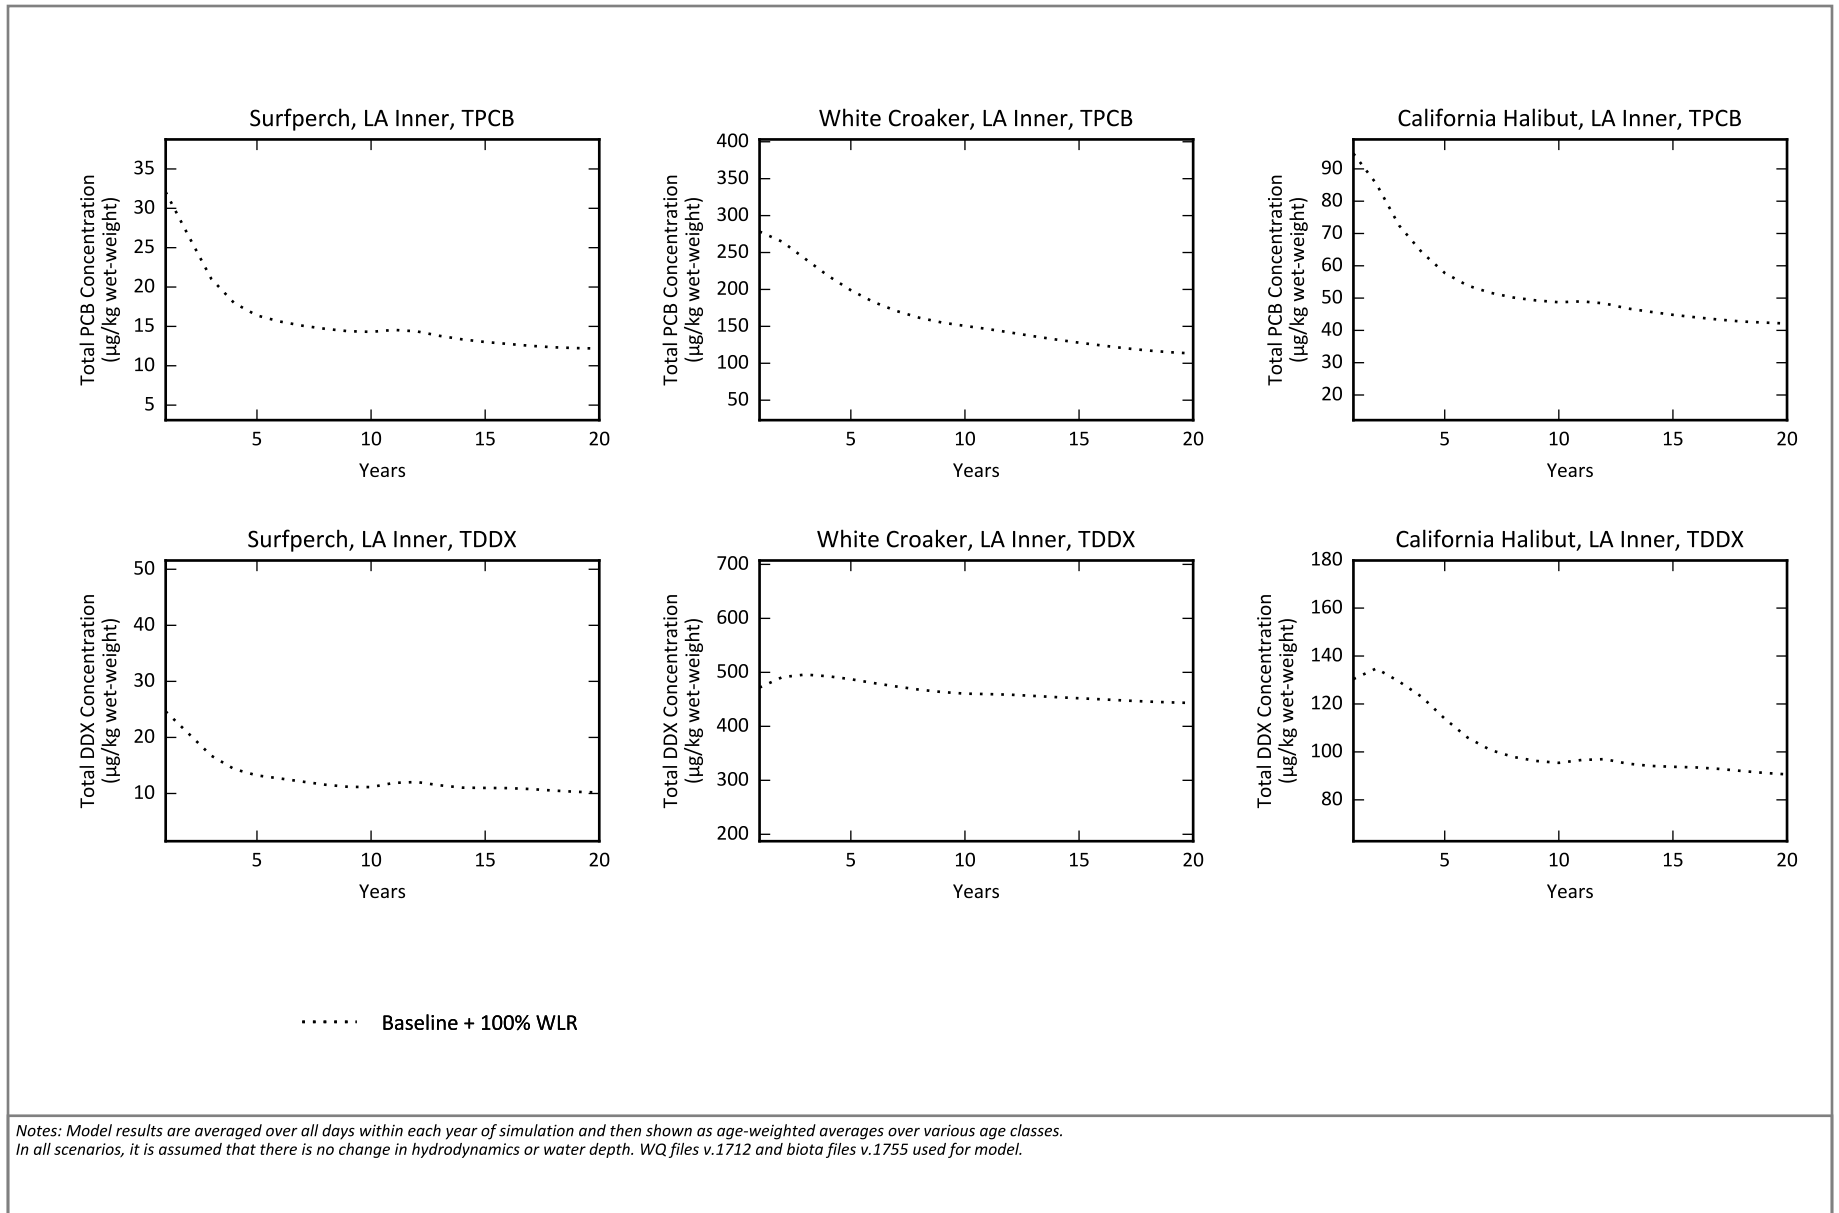 Surfperch, LA Inner, TPCB
Total PCB Concentration
(µg/kg wet-weight)
35
30
25
20
15
10
5
5 10 15 20
Years
White Croaker, LA Inner, TPCB
Total PCB Concentration
(µg/kg wet-weight)
400
350
300
250
200
150
100
50
5 10 15 20
Years
California Halibut, LA Inner, TPCB
Total PCB Concentration
(µg/kg wet-weight)
90
80
70
60
50
40
30
20
5 10 15 20
Years
Surfperch, LA Inner, TDDX
Total DDX Concentration
(µg/kg wet-weight)
50
40
30
20
10
5 10 15 20
Years
White Croaker, LA Inner, TDDX
Total DDX Concentration
(µg/kg wet-weight)
700
600
500
400
300
200
5 10 15 20
Years
California Halibut, LA Inner, TDDX
Total DDX Concentration
(µg/kg wet-weight)
180
160
140
120
100
80
5 10 15 20
Years
Baseline + 100% WLR
Notes: Model results are averaged over all days within each year of simulation and then shown as age-weighted averages over various age classes.
In all scenarios, it is assumed that there is no change in hydrodynamics or water depth. WQ files v.1712 and biota files v.1755 used for model.